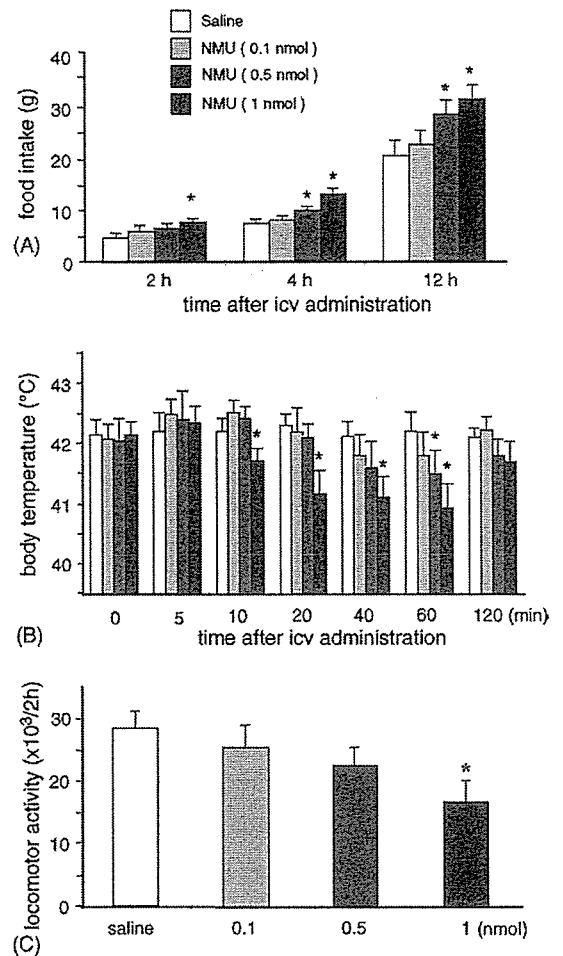 Saline
NMU ( 0.1 nmol )
NMU ( 0.5 nmol )
NMU ( 1 nmol )
food intake (g)
40
30
20
10
0
* * * * *
2 h 4 h 12 h
time after icv administration
(A)
body temperature (°C)
43
42
41
40
* * * * *
0 5 10 20 40 60 120 (min)
time after icv administration
(B)
locomotor activity (x10³/2h)
30
20
10
0
*
saline 0.1 0.5 1 (nmol)
(C)